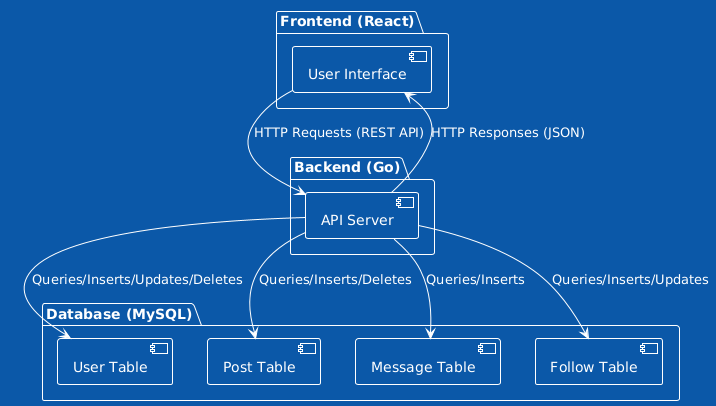 Frontend (React)
User Interface
HTTP Requests (REST API)
HTTP Responses (JSON)
Backend (Go)
API Server
Queries/Inserts/Updates/Deletes
Queries/Inserts/Deletes
Queries/Inserts
Queries/Inserts/Updates
Database (MySQL)
User Table
Post Table
Message Table
Follow Table